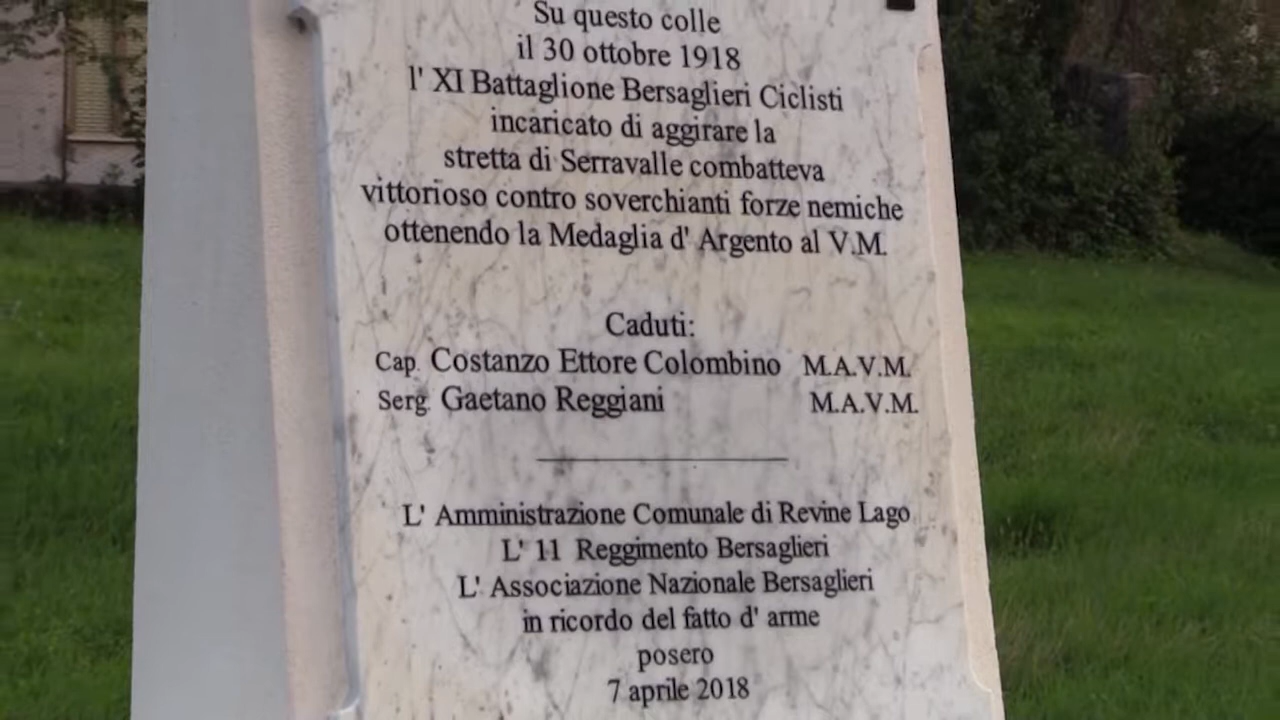 Su questo colle
il 30 ottobre 1918
l' XI Battaglione Bersaglieri Ciclisti
incaricato di aggirare la
stretta di Serravalle combatteva
vittorioso contro soverchianti forze nemiche
ottenendo la Medaglia d' Argento al V.M.
Caduti:
Cap. Costanzo Ettore Colombino M.A.V.M.
Serg. Gaetano Reggiani M.A.V.M.
L' Amministrazione Comunale di Revine Lago
L' 11 Reggimento Bersaglieri
L' Associazione Nazionale Bersaglieri
in ricordo del fatto d' arme
posero
7 aprile 2018